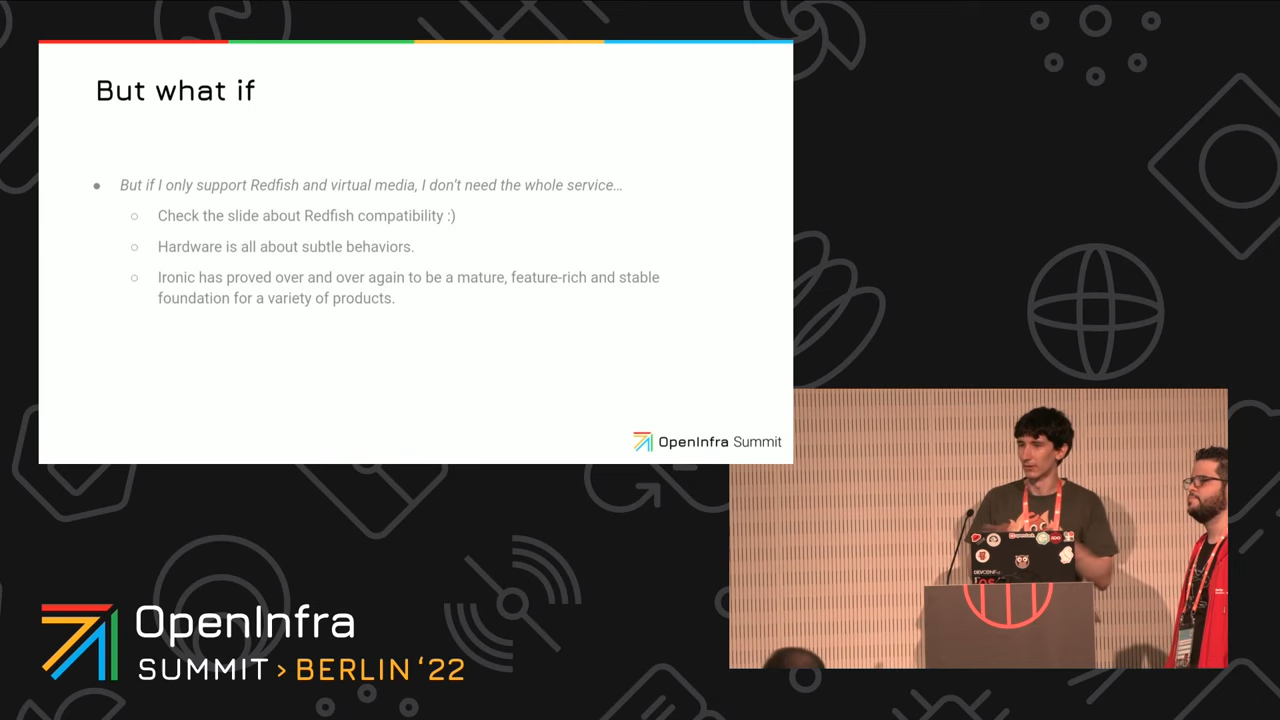 But what if
● But if I only support Redfish and virtual media, I don't need the whole service…
○ Check the slide about Redfish compatibility :)
○ Hardware is all about subtle behaviors.
○ Ironic has proved over and over again to be a mature, feature-rich and stable
foundation for a variety of products.
OpenInfra Summit
OpenInfra
SUMMIT > BERLIN ‘22